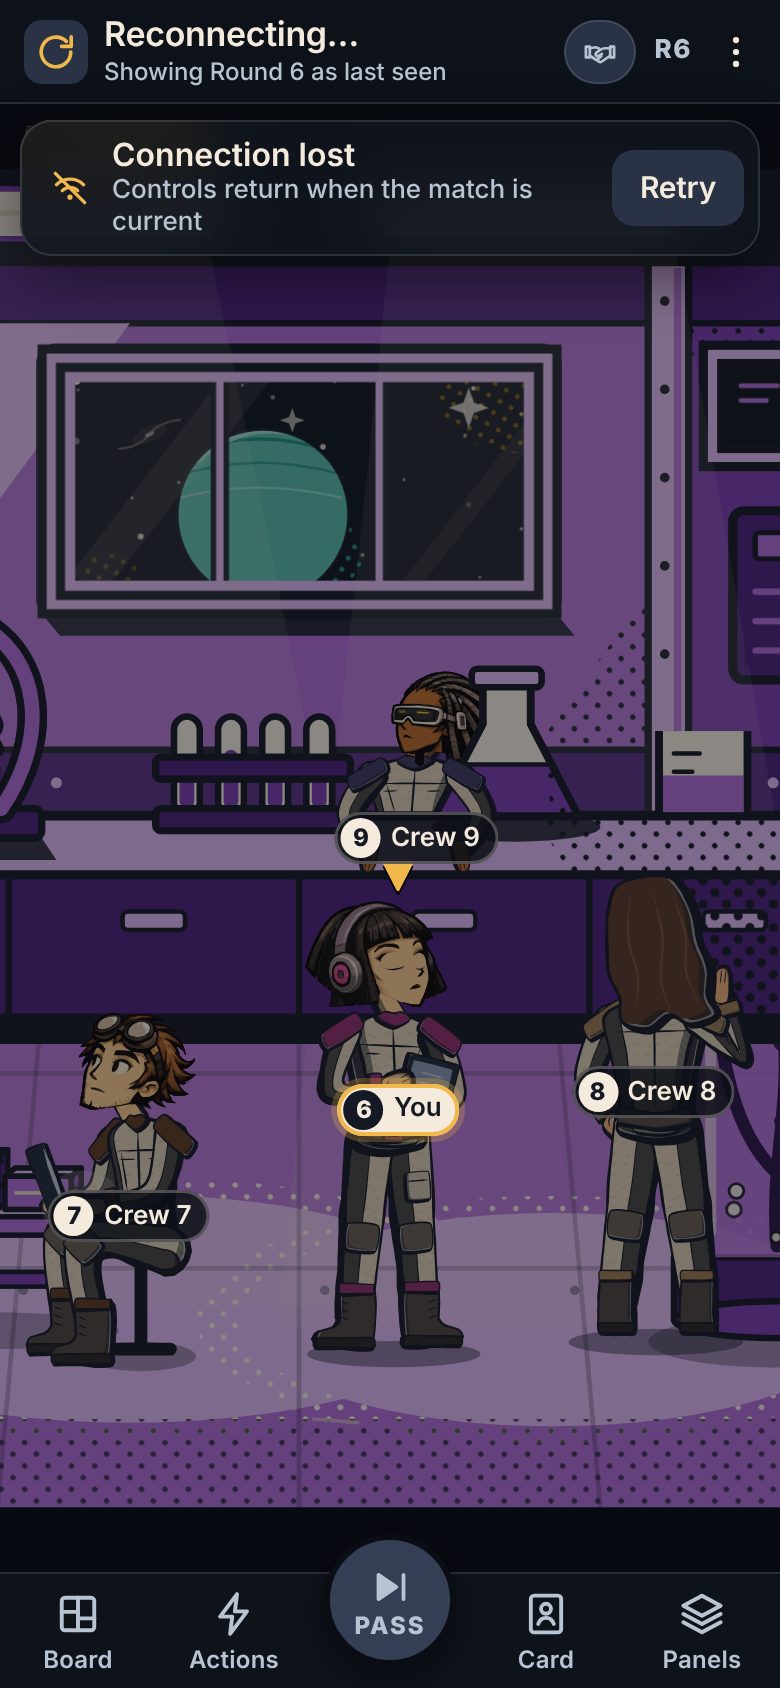 Reconnecting...
Showing Round 6 as last seen
R6
Connection lost
Controls return when the match is
current
Retry
9 Crew 9
6 You
8 Crew 8
7 Crew 7
PASS
Board
Actions
Card
Panels